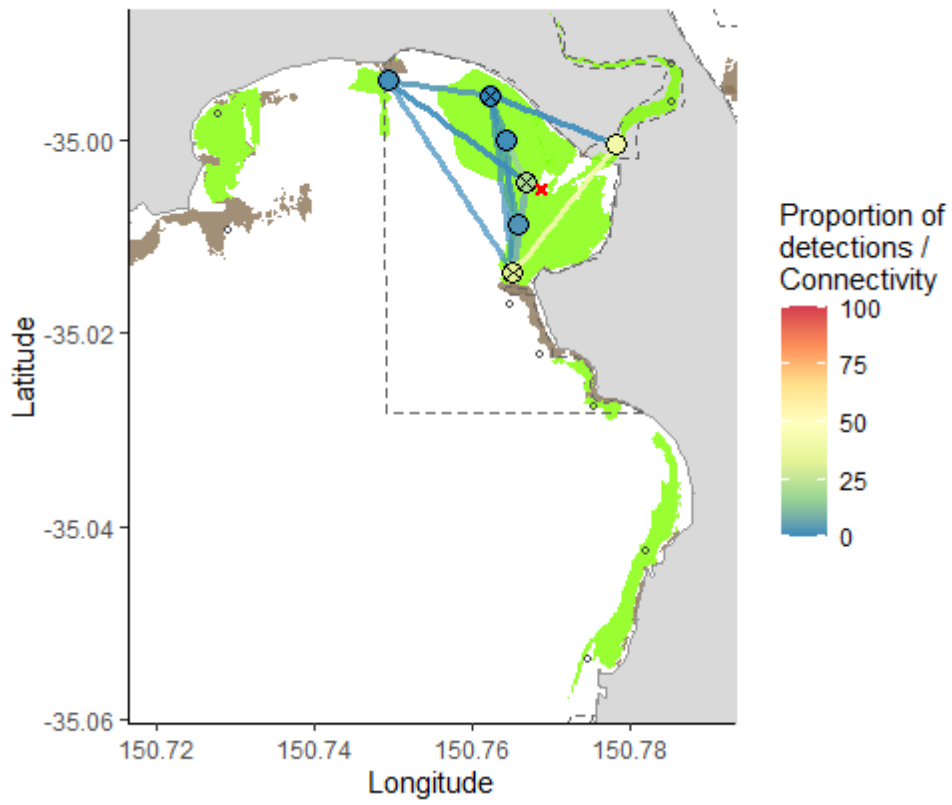 -35.00
-35.02
-35.04
-35.06
Latitude
150.72 150.74 150.76 150.78
Longitude
Proportion of
detections /
Connectivity
100
75
50
25
0